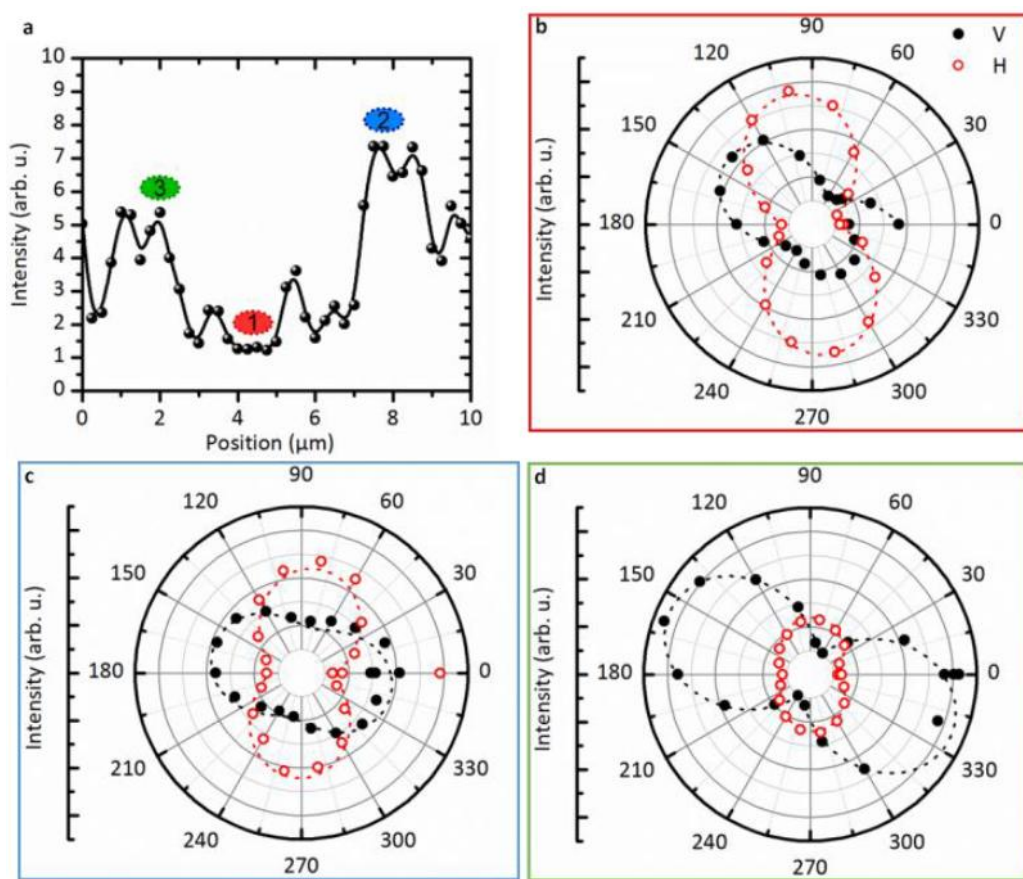 a
10
9
8
7
6
5
4
3
2
1
0
Intensity (arb. u.)
3
2
1
0 2 4 6 8 10
Position (μm)
b
V
H
90
120 60
150 30
180 0
210 330
240 300
270
Intensity (arb. u.)
c
90
120 60
150 30
180 0
210 330
240 300
270
Intensity (arb. u.)
d
90
120 60
150 30
180 0
210 330
240 300
270
Intensity (arb. u.)